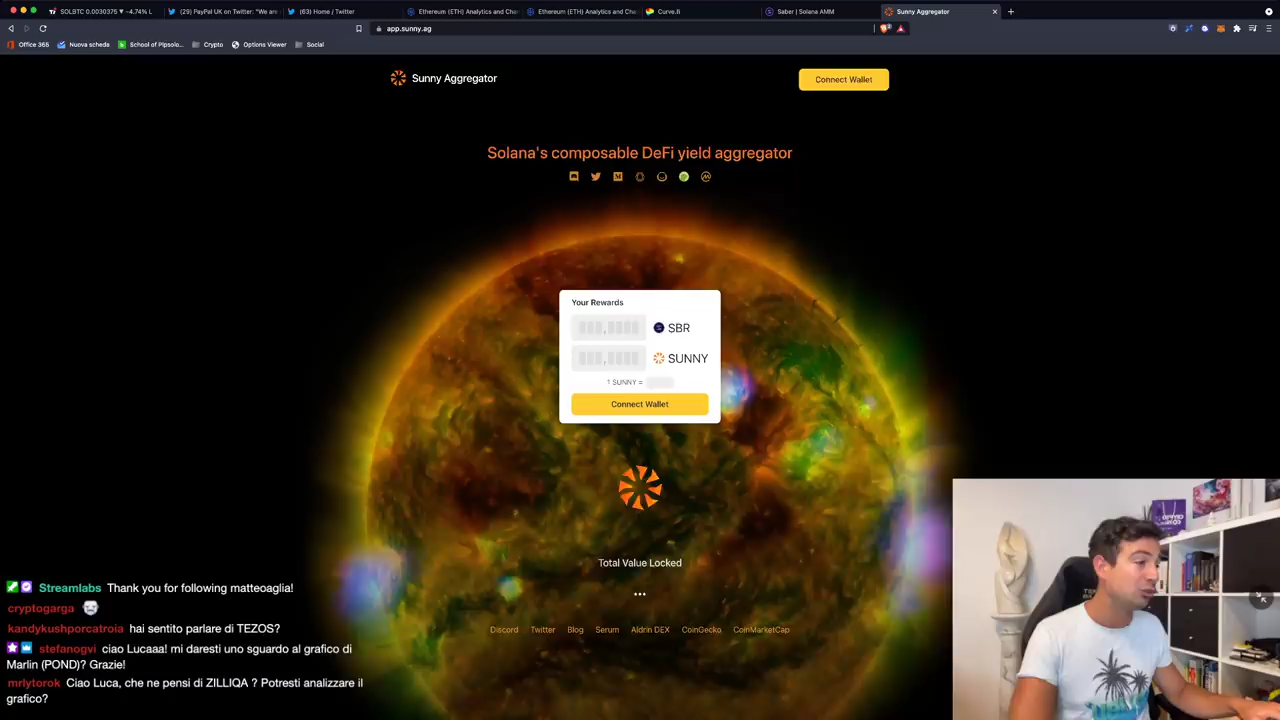 SOLBTC 0.0030375 ▼ -4.74% L
(29) PayPal UK on Twitter: "We are
(63) Home / Twitter
Ethereum (ETH) Analytics and Cha
Ethereum (ETH) Analytics and Cha
Curve.fi
Saber | Solana AMM
Sunny Aggregator
app.sunny.ag
Office 365
Nuova scheda
School of Pipsolo...
Crypto
Options Viewer
Social
Sunny Aggregator
Connect Wallet
Solana's composable DeFi yield aggregator
Your Rewards
SBR
SUNNY
1 SUNNY =
Connect Wallet
Total Value Locked
...
Discord Twitter Blog Serum Aldrin DEX CoinGecko CoinMarketCap
Streamlabs Thank you for following matteoaglia!
cryptogarga
kandykushporcatroia hai sentito parlare di TEZOS?
stefanogvi ciao Lucaaa! mi daresti uno sguardo al grafico di
Marlin (POND)? Grazie!
mrlytorok Ciao Luca, che ne pensi di ZILLIQA ? Potresti analizzare il
grafico?